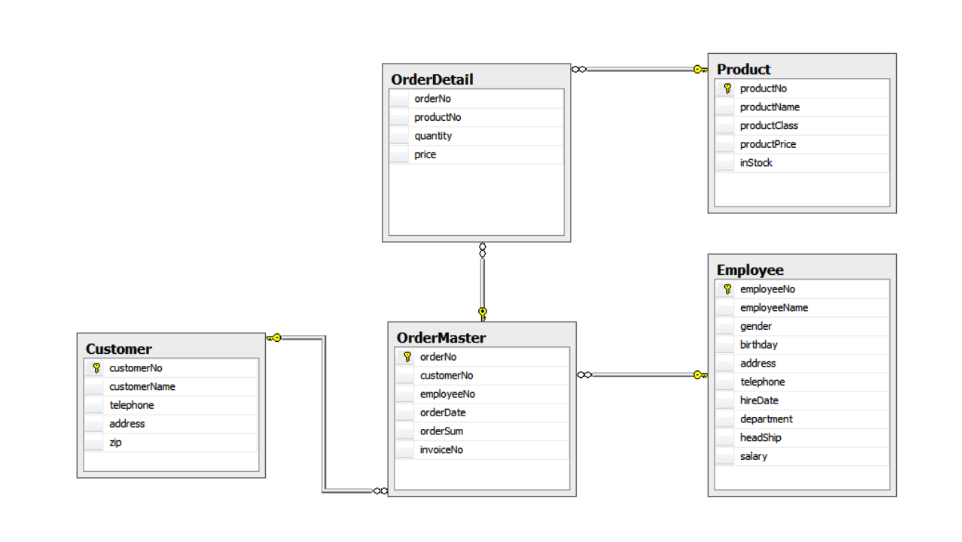 OrderDetail
orderNo
productNo
quantity
price
Product
productNo
productName
productClass
productPrice
inStock
Customer
customerNo
customerName
telephone
address
zip
OrderMaster
orderNo
customerNo
employeeNo
orderDate
orderSum
invoiceNo
Employee
employeeNo
employeeName
gender
birthday
address
telephone
hireDate
department
headShip
salary